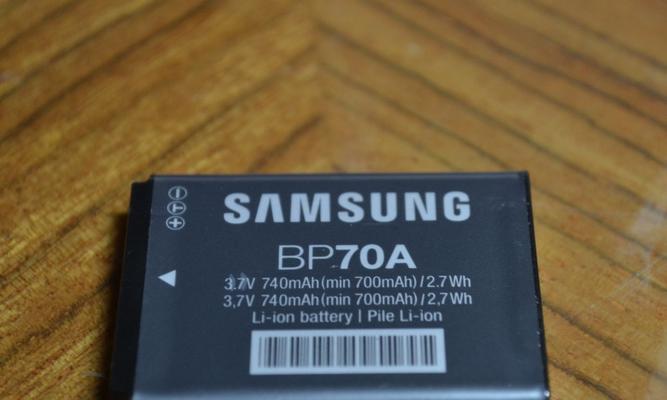 SAMSUNG
BP70A
3.7V 740mAh(min 700mAh)/2.7Wh
3,7V 740mAh(min 700mAh)/2,7Wh
Li-ion battery | Pile Li-ion